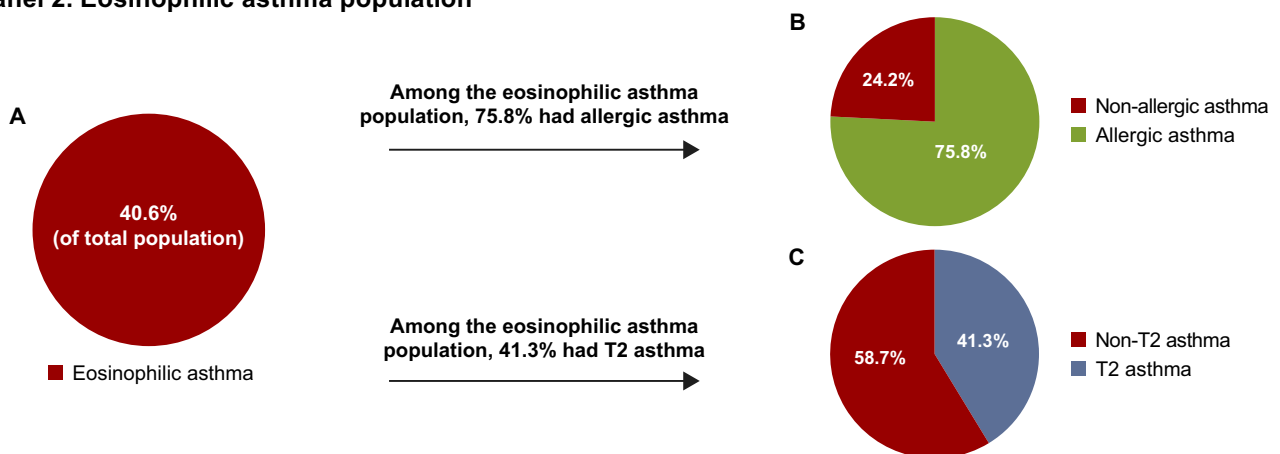 Panel 2. Eosinophilic asthma population
A
40.6%
(of total population)
Eosinophilic asthma
Among the eosinophilic asthma
population, 75.8% had allergic asthma
B
24.2%
75.8%
Non-allergic asthma
Allergic asthma
Among the eosinophilic asthma
population, 41.3% had T2 asthma
C
58.7%
41.3%
Non-T2 asthma
T2 asthma